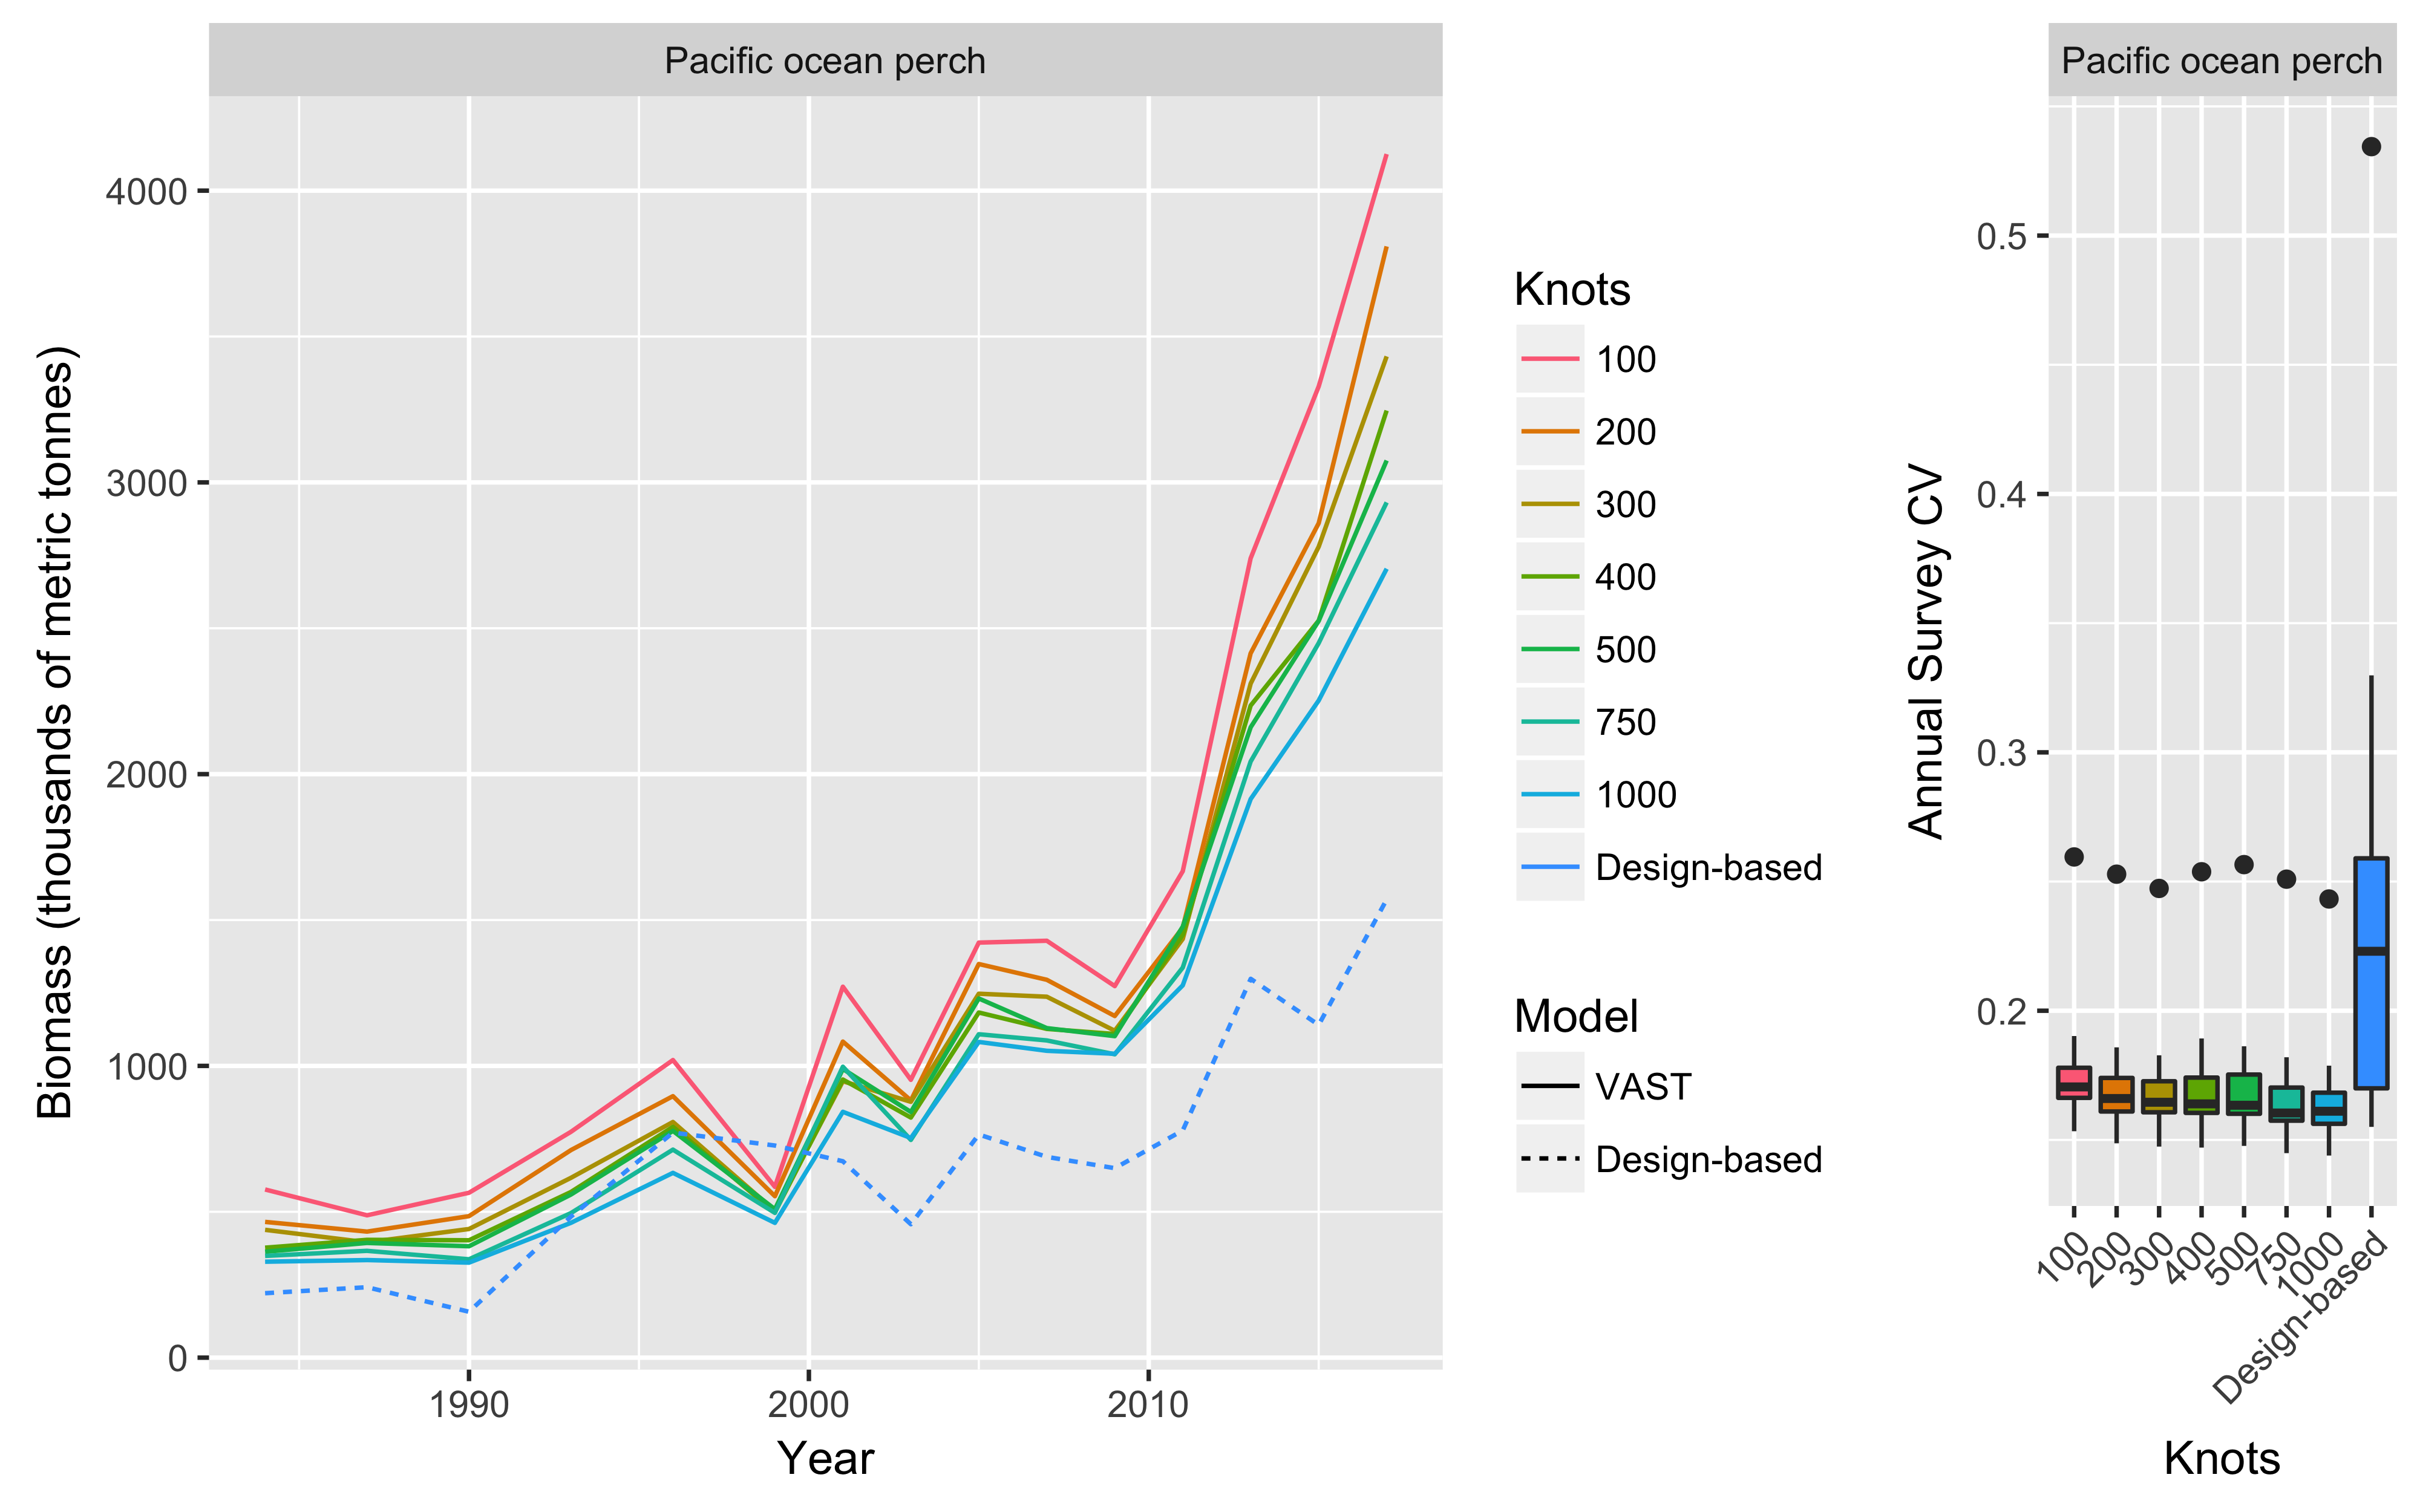 Pacific ocean perch
Biomass (thousands of metric tonnes)
4000
3000
2000
1000
0
1990
2000
2010
Year
Knots
100
200
300
400
500
750
1000
Design-based
Model
VAST
Design-based
Pacific ocean perch
Annual Survey CV
0.5
0.4
0.3
0.2
100
200
300
400
500
750
1000
Design-based
Knots